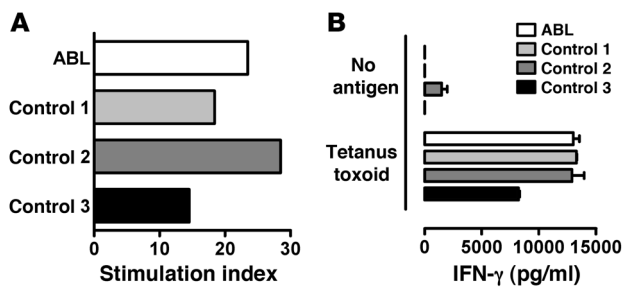 A
ABL
Control 1
Control 2
Control 3
0 10 20 30
Stimulation index
B
ABL
Control 1
Control 2
Control 3
No
antigen
Tetanus
toxoid
0 5000 10000 15000
IFN-γ (pg/ml)